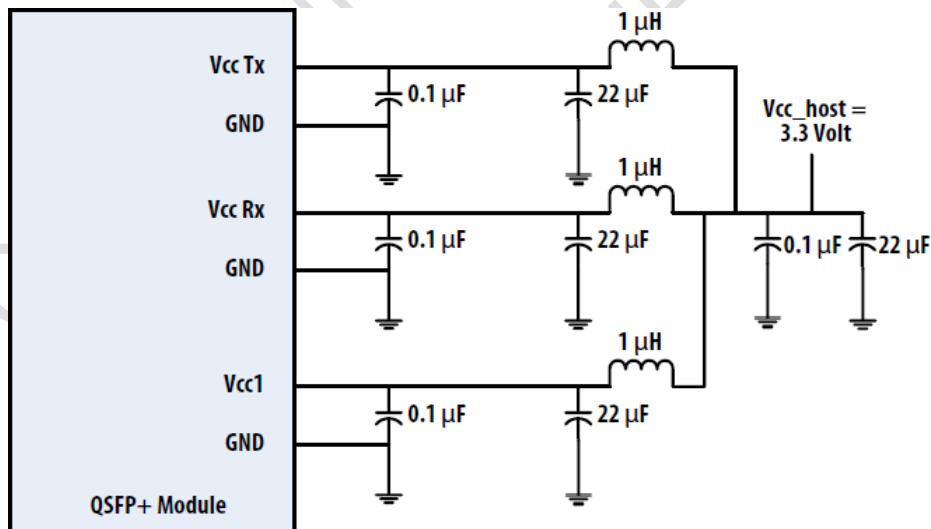 1 μH
Vcc Tx
0.1 μF
22 μF
GND
Vcc_host =
3.3 Volt
1 μH
Vcc Rx
0.1 μF
22 μF
0.1 μF
22 μF
GND
1 μH
Vcc1
0.1 μF
22 μF
GND
QSFP+ Module